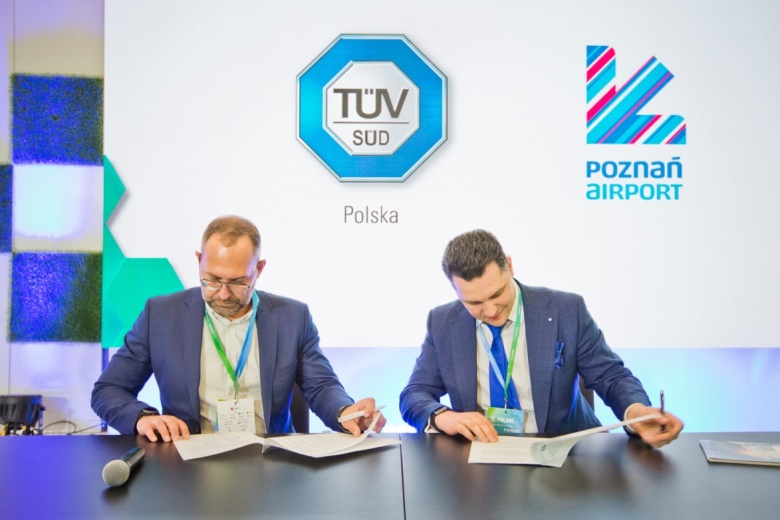 TÜV
SÜD
Polska
POZNAń
AIRPORT